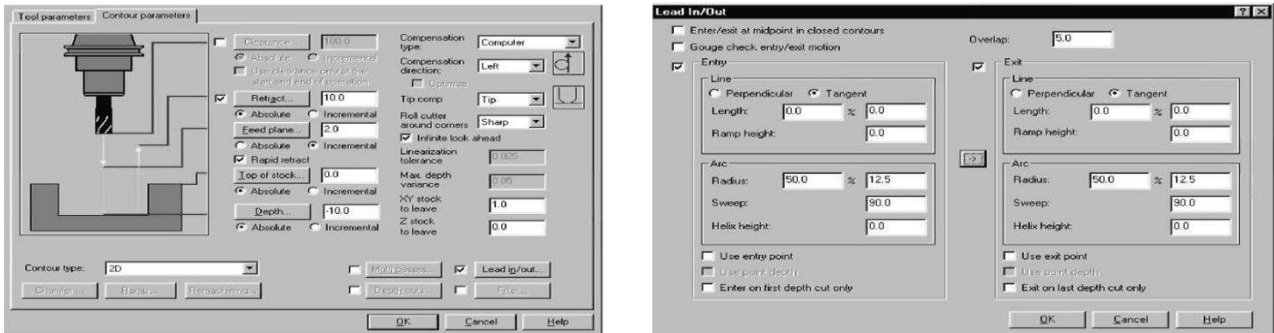 Tool parameters Contour parameters
Clearance... 100.0
Absolute Incremental
Use clearance only at the
start and end of operation
Retract... 10.0
Absolute Incremental
Feed plane... 2.0
Absolute Incremental
Rapid retract
Top of stock... 0.0
Absolute Incremental
Depth... -10.0
Absolute Incremental
Compensation
type: Computer
Compensation
direction: Left
Optimize
Tip comp Tip
Roll cutter
around corners Sharp
Infinite look ahead
Linearization
tolerance 0.025
Max. depth
variance 0.05
XY stock
to leave 1.0
Z stock
to leave 0.0
Contour type: 2D
Chamfer... Ramp... Remachining...
Multi passes... Lead in/out...
Depth cuts... Filter...
OK Cancel Help
Lead In/Out
Enter/exit at midpoint in closed contours
Gouge check entry/exit motion
Overlap: 5.0
Entry
Line
Perpendicular Tangent
Length: 0.0 % 0.0
Ramp height: 0.0
Arc
Radius: 50.0 % 12.5
Sweep: 90.0
Helix height: 0.0
Use entry point
Use point depth
Enter on first depth cut only
Exit
Line
Perpendicular Tangent
Length: 0.0 % 0.0
Ramp height: 0.0
Arc
Radius: 50.0 % 12.5
Sweep: 90.0
Helix height: 0.0
Use exit point
Use point depth
Exit on last depth cut only
OK Cancel Help